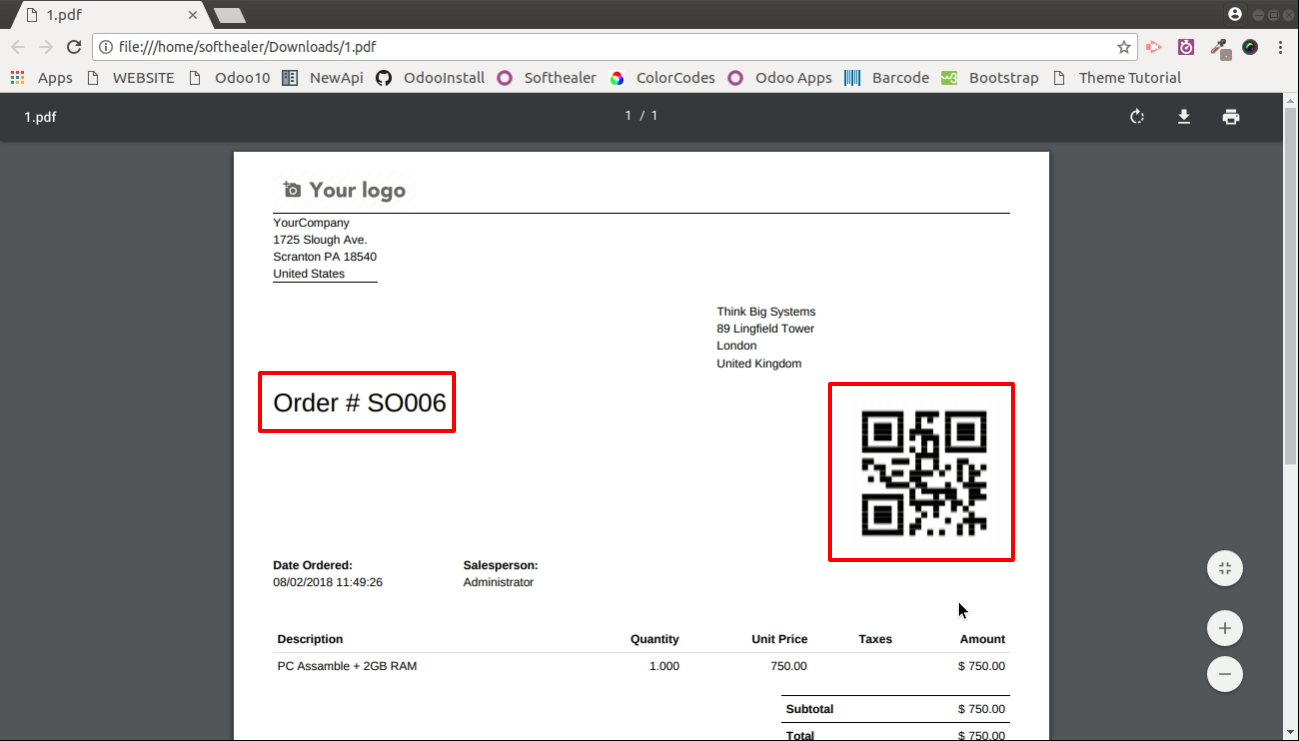 1.pdf
file:///home/softhealer/Downloads/1.pdf
Apps WEBSITE Odoo10 NewApi OdooInstall Softhealer ColorCodes Odoo Apps Barcode Bootstrap Theme Tutorial
1.pdf 1 / 1
Your logo
YourCompany
1725 Slough Ave.
Scranton PA 18540
United States
Think Big Systems
89 Lingfield Tower
London
United Kingdom
Order # SO006
Date Ordered: Salesperson:
08/02/2018 11:49:26 Administrator
Description Quantity Unit Price Taxes Amount
PC Assamble + 2GB RAM 1.000 750.00 $ 750.00
Subtotal $ 750.00
Total $ 750.00